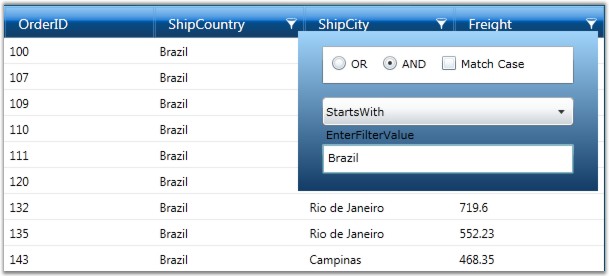 OrderID ShipCountry ShipCity Freight
100 Brazil
OR AND Match Case
107 Brazil
109 Brazil
StartsWith
110 Brazil
EnterFilterValue
111 Brazil
Brazil
120 Brazil
132 Brazil Rio de Janeiro 719.6
135 Brazil Rio de Janeiro 552.23
143 Brazil Campinas 468.35